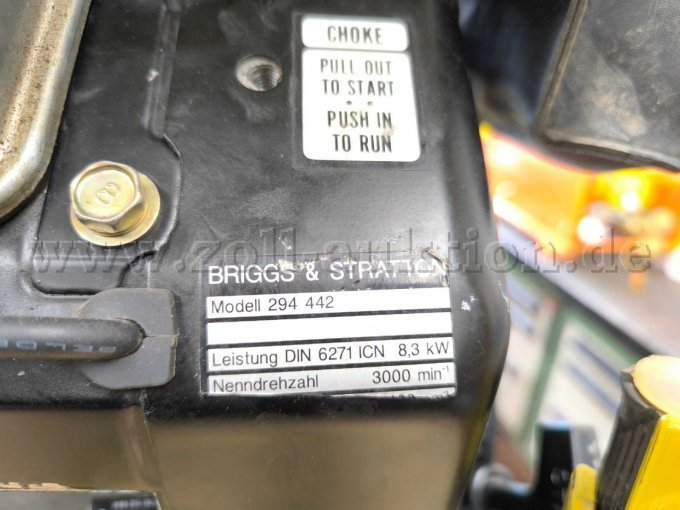 CHOKE
PULL OUT
TO START
PUSH IN
TO RUN
www.zoll-auktion.de
BRIGGS & STRATTON
Modell 294 442
Leistung DIN 6271 ICN 8,3 kW
Nenndrehzahl 3000 min⁻¹